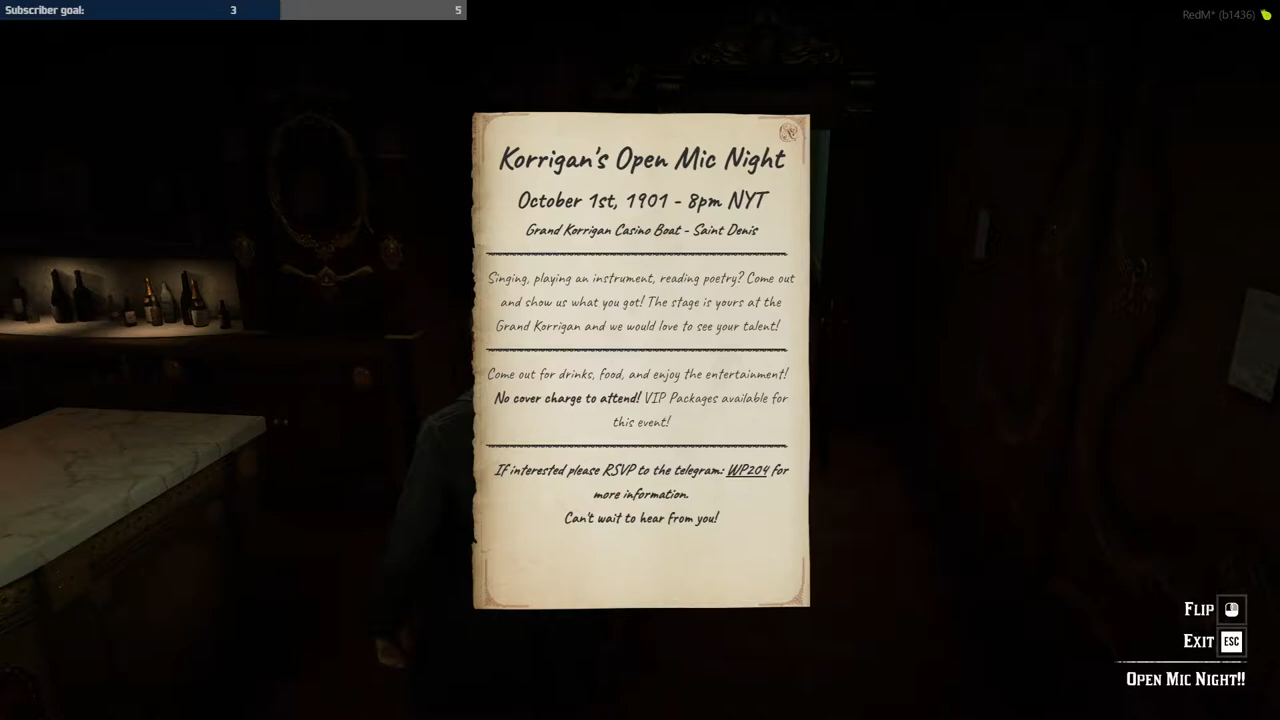 Subscriber goal: 3 5
RedM* (b1436)
Korrigan's Open Mic Night
October 1st, 1901 - 8pm NYT
Grand Korrigan Casino Boat - Saint Denis
Singing, playing an instrument, reading poetry? Come out
and show us what you got! The stage is yours at the
Grand Korrigan and we would love to see your talent!
Come out for drinks, food, and enjoy the entertainment!
No cover charge to attend! VIP Packages available for
this event!
If interested please RSVP to the telegram: WP204 for
more information.
Can't wait to hear from you!
FLIP
EXIT ESC
OPEN MIC NIGHT!!